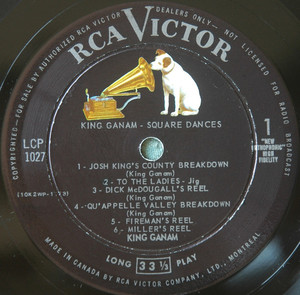 COPYRIGHTED — FOR SALE BY AUTHORIZED RCA VICTOR DEALERS ONLY — NOT LICENSED FOR RADIO BROADCAST
RCA VICTOR
KING GANAM - SQUARE DANCES
LCP
1027
1
"NEW
ORTHOPHONIC"
HIGH
FIDELITY
1 - JOSH KING'S COUNTY BREAKDOWN
(King Ganam)
2 - TO THE LADIES - Jig
(King Ganam)
3 - DICK McDOUGALL'S REEL
(King Ganam)
4 - QU'APPELLE VALLEY BREAKDOWN
(King Ganam)
5 - FIREMAN'S REEL
6 - MILLER'S REEL
KING GANAM
LONG 33⅓ PLAY
MADE IN CANADA BY RCA VICTOR COMPANY, LTD., MONTREAL